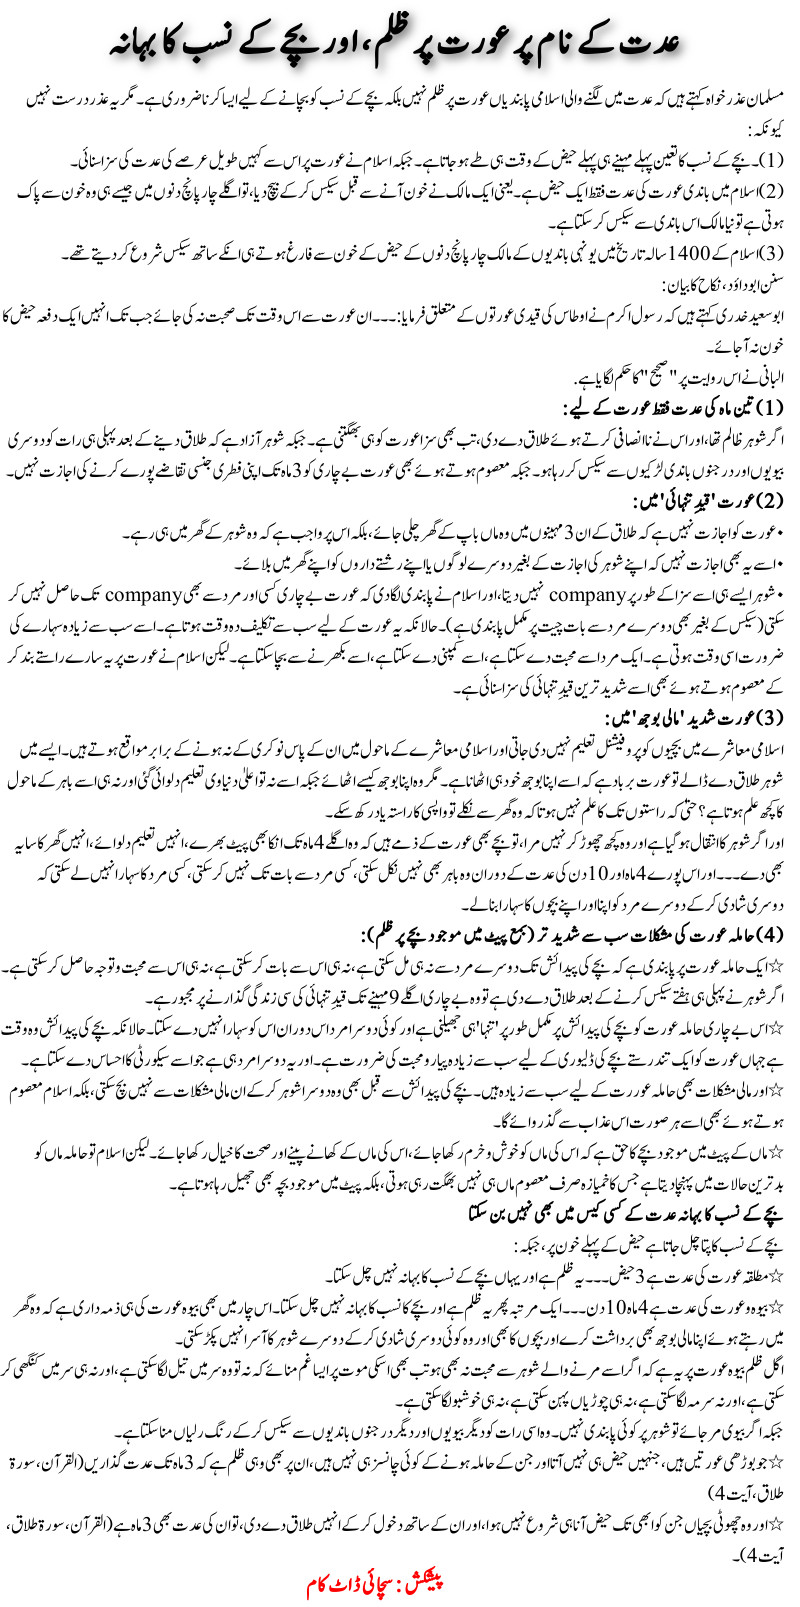 عدت کے نام پر عورت پر ظلم، اور بچے کے نسب کا بہانہ
مسلمان عذر خواہ کہتے ہیں کہ عدت میں لگنے والی اسلامی پابندیاں عورت پر ظلم نہیں بلکہ بچے کے نسب کو بچانے کے لیے ایسا کرنا ضروری ہے۔ مگر یہ عذر درست نہیں
کیونکہ:
(1)۔ بچے کے نسب کا تعین پہلے مہینے ہی پہلے حیض کے وقت ہی طے ہو جاتا ہے۔ جبکہ اسلام نے عورت پر اس سے کہیں طویل عرصے کی عدت کی سزا سنائی۔
(2) اسلام میں باندی عورت کی عدت فقط ایک حیض ہے۔ یعنی ایک مالک نے خون آنے سے قبل سیکس کر کے بیچ دیا، تو اگلے چار پانچ دنوں میں جیسے ہی وہ خون سے پاک
ہوتی ہے تو نیا مالک اس باندی سے سیکس کر سکتا ہے۔
(3) اسلام کے 1400 سالہ تاریخ میں یونہی باندیوں کے مالک چار پانچ دنوں کے حیض کے خون سے فارغ ہوتے ہی انکے ساتھ سیکس شروع کر دیتے تھے۔
سنن ابو داؤد، نکاح کا بیان:
ابو سعید خدری کہتے ہیں کہ رسول اکرم نے اوطاس کی قیدی عورتوں کے متعلق فرمایا:۔۔۔ ان عورت سے اس وقت تک صحبت نہ کی جائے جب تک انہیں ایک دفعہ حیض کا
خون نہ آ جائے۔
البانی نے اس روایت پر "صحیح" کا حکم لگایا ہے.
(1) تین ماہ کی عدت فقط عورت کے لیے:
اگر شوہر ظالم تھا، اور اس نے ناانصافی کرتے ہوئے طلاق دے دی، تب بھی سزا عورت کو ہی بھگتنی ہے۔ جبکہ شوہر آزاد ہے کہ طلاق دینے کے بعد پہلی ہی رات کو دوسری
بیویوں اور درجنوں باندی لڑکیوں سے سیکس کر رہا ہو۔ جبکہ معصوم ہوتے ہوئے بھی عورت بے چاری کو 3 ماہ تک اپنی فطری جنسی تقاضے پورے کرنے کی اجازت نہیں۔
(2) عورت 'قیدِ تنہائی' میں:
• عورت کو اجازت نہیں ہے کہ طلاق کے ان 3 مہینوں میں وہ ماں باپ کے گھر چلی جائے، بلکہ اس پر واجب ہے کہ وہ شوہر کے گھر میں ہی رہے۔
• اسے یہ بھی اجازت نہیں کہ اپنے شوہر کی اجازت کے بغیر دوسرے لوگوں یا اپنے رشتے داروں کو اپنے گھر میں بلائے۔
• شوہر ایسے ہی اسے سزا کے طور پر company نہیں دیتا، اور اسلام نے پابندی لگا دی کہ عورت بے چاری کسی اور مرد سے بھی company تک حاصل نہیں کر
سکتی (سیکس کے بغیر بھی دوسرے مرد سے بات چیت پر مکمل پابندی ہے)۔ حالانکہ یہ عورت کے لیے سب سے تکلیف دہ وقت ہوتا ہے۔ اسے سب سے زیادہ سہارے کی
ضرورت اسی وقت ہوتی ہے۔ ایک مرد اسے محبت دے سکتا ہے، اسے کمپنی دے سکتا ہے، اسے بکھرنے سے بچا سکتا ہے۔ لیکن اسلام نے عورت پر یہ سارے راستے بند کر
کے معصوم ہوتے ہوئے بھی اسے شدید ترین قیدِ تنہائی کی سزا سنائی ہے۔
(3) عورت شدید 'مالی بوجھ' میں:
اسلامی معاشرے میں بچیوں کو پروفیشنل تعلیم نہیں دی جاتی اور اسلامی معاشرے کے ماحول میں ان کے پاس نوکری کے نہ ہونے کے برابر مواقع ہوتے ہیں۔ ایسے میں
شوہر طلاق دے ڈالے تو عورت برباد ہے کہ اسے اپنا بوجھ خود ہی اٹھانا ہے۔ مگر وہ اپنا بوجھ کیسے اٹھائے جبکہ اسے نہ تو اعلیٰ دنیاوی تعلیم دلوائی گئی اور نہ ہی اسے باہر کے ماحول
کا کچھ علم ہوتا ہے؟ حتیٰ کہ راستوں تک کا علم نہیں ہوتا کہ وہ گھر سے نکلے تو واپسی کا راستہ یاد رکھ سکے۔
اور اگر شوہر کا انتقال ہو گیا ہے اور وہ کچھ چھوڑ کر نہیں مرا، تو بچے بھی عورت کے ذمے ہیں کہ وہ اگلے 4 ماہ تک انکا بھی پیٹ بھرے، انہیں تعلیم دلوائے، انہیں گھر کا سایہ
بھی دے۔۔۔ اور اس پورے 4 ماہ اور 10 دن کی عدت کے دوران وہ باہر بھی نہیں نکل سکتی، کسی مرد سے بات تک نہیں کر سکتی، کسی مرد کا سہارا نہیں لے سکتی کہ
دوسری شادی کر کے دوسرے مرد کو اپنا اور اپنے بچوں کا سہارا بنا لے۔
(4) حاملہ عورت کی مشکلات سب سے شدید تر (بمع پیٹ میں موجود بچے پر ظلم):
☆ ایک حاملہ عورت پر پابندی ہے کہ بچے کی پیدائش تک دوسرے مرد سے نہ ہی مل سکتی ہے، نہ ہی اس سے بات کر سکتی ہے، نہ ہی اس سے محبت و توجہ حاصل کر سکتی ہے۔
اگر شوہر نے پہلی ہی ہفتے سیکس کرنے کے بعد طلاق دے دی ہے تو وہ بے چاری اگلے 9 مہینے تک قیدِ تنہائی کی سی زندگی گذارنے پر مجبور ہے۔
☆ اس بے چاری حاملہ عورت کو بچے کی پیدائش پر مکمل طور پر 'تنہا' ہی جھیلنی ہے اور کوئی دوسرا مرد اس دوران اس کو سہارا نہیں دے سکتا۔ حالانکہ بچے کی پیدائش وہ وقت
ہے جہاں عورت کو ایک تندرستے بچے کی ڈلیوری کے لیے سب سے زیادہ پیار و محبت کی ضرورت ہے۔ اور یہ دوسرا مرد ہی ہے جو اسے سیکورٹی کا احساس دے سکتا ہے۔
☆ اور مالی مشکلات بھی حاملہ عوررت کے لیے سب سے زیادہ ہیں۔ بچے کی پیدائش سے قبل بھی وہ دوسرا شوہر کر کے ان مالی مشکلات سے نہیں بچ سکتی، بلکہ اسلام معصوم
ہوتے ہوئے بھی اسے ہر صورت اس عذاب سے گذروائے گا۔
☆ ماں کے پیٹ میں موجود بچے کا حق ہے کہ اس کی ماں کو خوش و خرم رکھا جائے، اس کی ماں کے کھانے پینے اور صحت کا خیال رکھا جائے۔ لیکن اسلام تو حاملہ ماں کو
بدترین حالات میں پہنچا دیتا ہے جس کا خمیازہ صرف معصوم ماں ہی نہیں بھگت رہی ہوتی، بلکہ پیٹ میں موجود بچہ بھی جھیل رہا ہوتا ہے۔
بچے کے نسب کا بہانہ عدت کے کسی کیس میں بھی نہیں بن سکتا
بچے کے نسب کا پتا چل جاتا ہے حیض کے پہلے خون پر، جبکہ:
☆ مطلقہ عورت کی عدت ہے 3 حیض۔۔۔ یہ ظلم ہے اور یہاں بچے کے نسب کا بہانہ نہیں چل سکتا۔
☆ بیوہ و عورت کی عدت ہے 4 ماہ 10 دن۔۔۔ ایک مرتبہ پھر یہ ظلم ہے اور بچے کا نسب کا بہانہ نہیں چل سکتا۔ اس چار میں بھی بیوہ عورت کی ہی ذمہ داری ہے کہ وہ گھر
میں رہتے ہوئے اپنا مالی بوجھ بھی برداشت کرے اور بچوں کا بھی اور وہ کوئی دوسری شادی کر کے دوسرے شوہر کا آسرا نہیں پکڑ سکتی۔
اگل ظلم بیوہ عورت پر یہ ہے کہ اگر اسے مرنے والے شوہر سے محبت نہ بھی ہو تب بھی اسکی موت پر ایسا غم منائے کہ نہ تو وہ سر میں تیل لگا سکتی ہے، اور نہ ہی سر میں کنگھی کر
سکتی ہے، اور نہ سرمہ لگا سکتی ہے، نہ ہی چوڑیاں پہن سکتی ہے، نہ ہی خوشبو لگا سکتی ہے۔
جبکہ اگر بیوی مر جائے تو شوہر پر کوئی پابندی نہیں۔ وہ اسی رات کو دیگر بیویوں اور دیگر درجنوں باندیوں سے سیکس کر کے رنگ رلیاں منا سکتا ہے۔
☆ جو بوڑھی عورتیں ہیں، جنہیں حیض ہی نہیں آتا اور جن کے حاملہ ہونے کے کوئی چانسز ہی نہیں ہیں، ان پر بھی وہی ظلم ہے کہ 3 ماہ تک عدت گذاریں (القرآن، سورۃ
طلاق، آیت 4)
☆ اور وہ چھوٹی بچیاں جن کو ابھی تک حیض آنا ہی شروع نہیں ہوا، اور ان کے ساتھ دخول کر کے انہیں طلاق دے دی، تو ان کی عدت بھی 3 ماہ ہے (القرآن، سورۃ طلاق،
آیت 4)۔
پیشکش : سچائی ڈاٹ کام